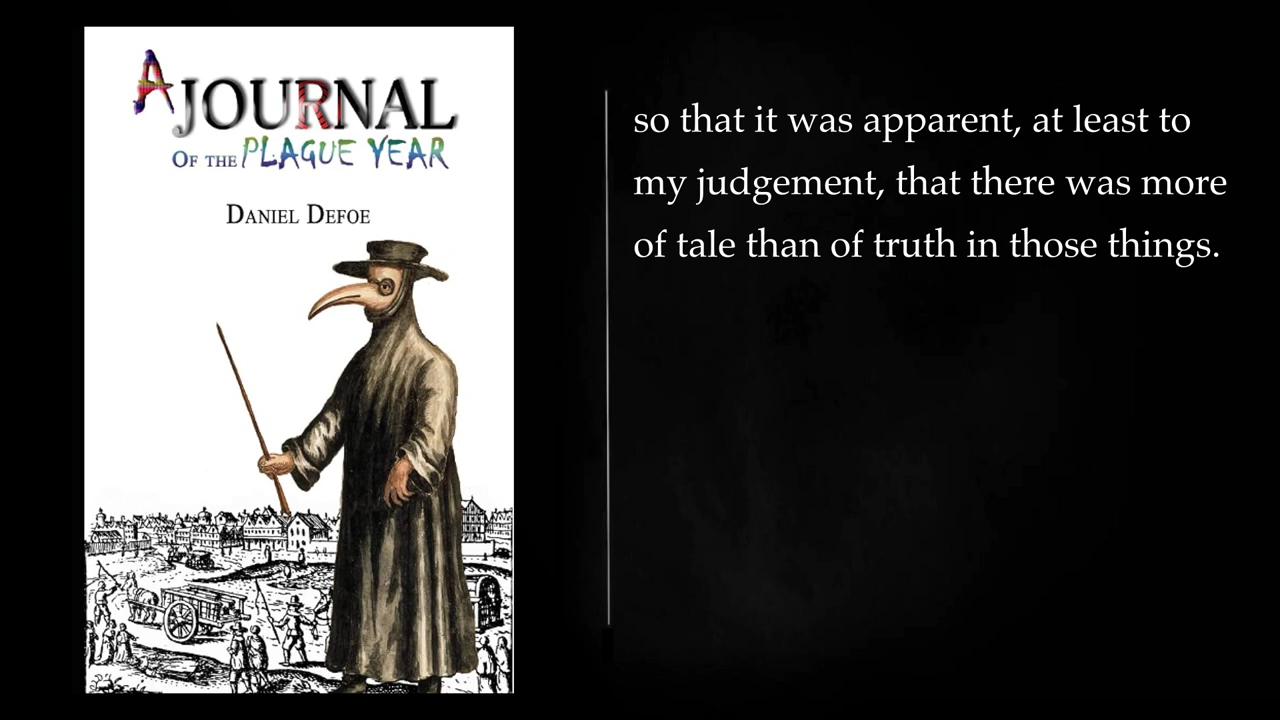 A JOURNAL
OF THE PLAGUE YEAR
DANIEL DEFOE
so that it was apparent, at least to
my judgement, that there was more
of tale than of truth in those things.